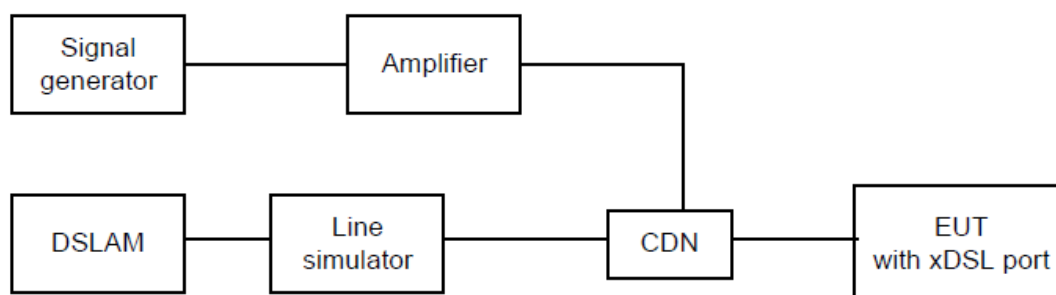 Signal
generator
Amplifier
DSLAM
Line
simulator
CDN
EUT
with xDSL port